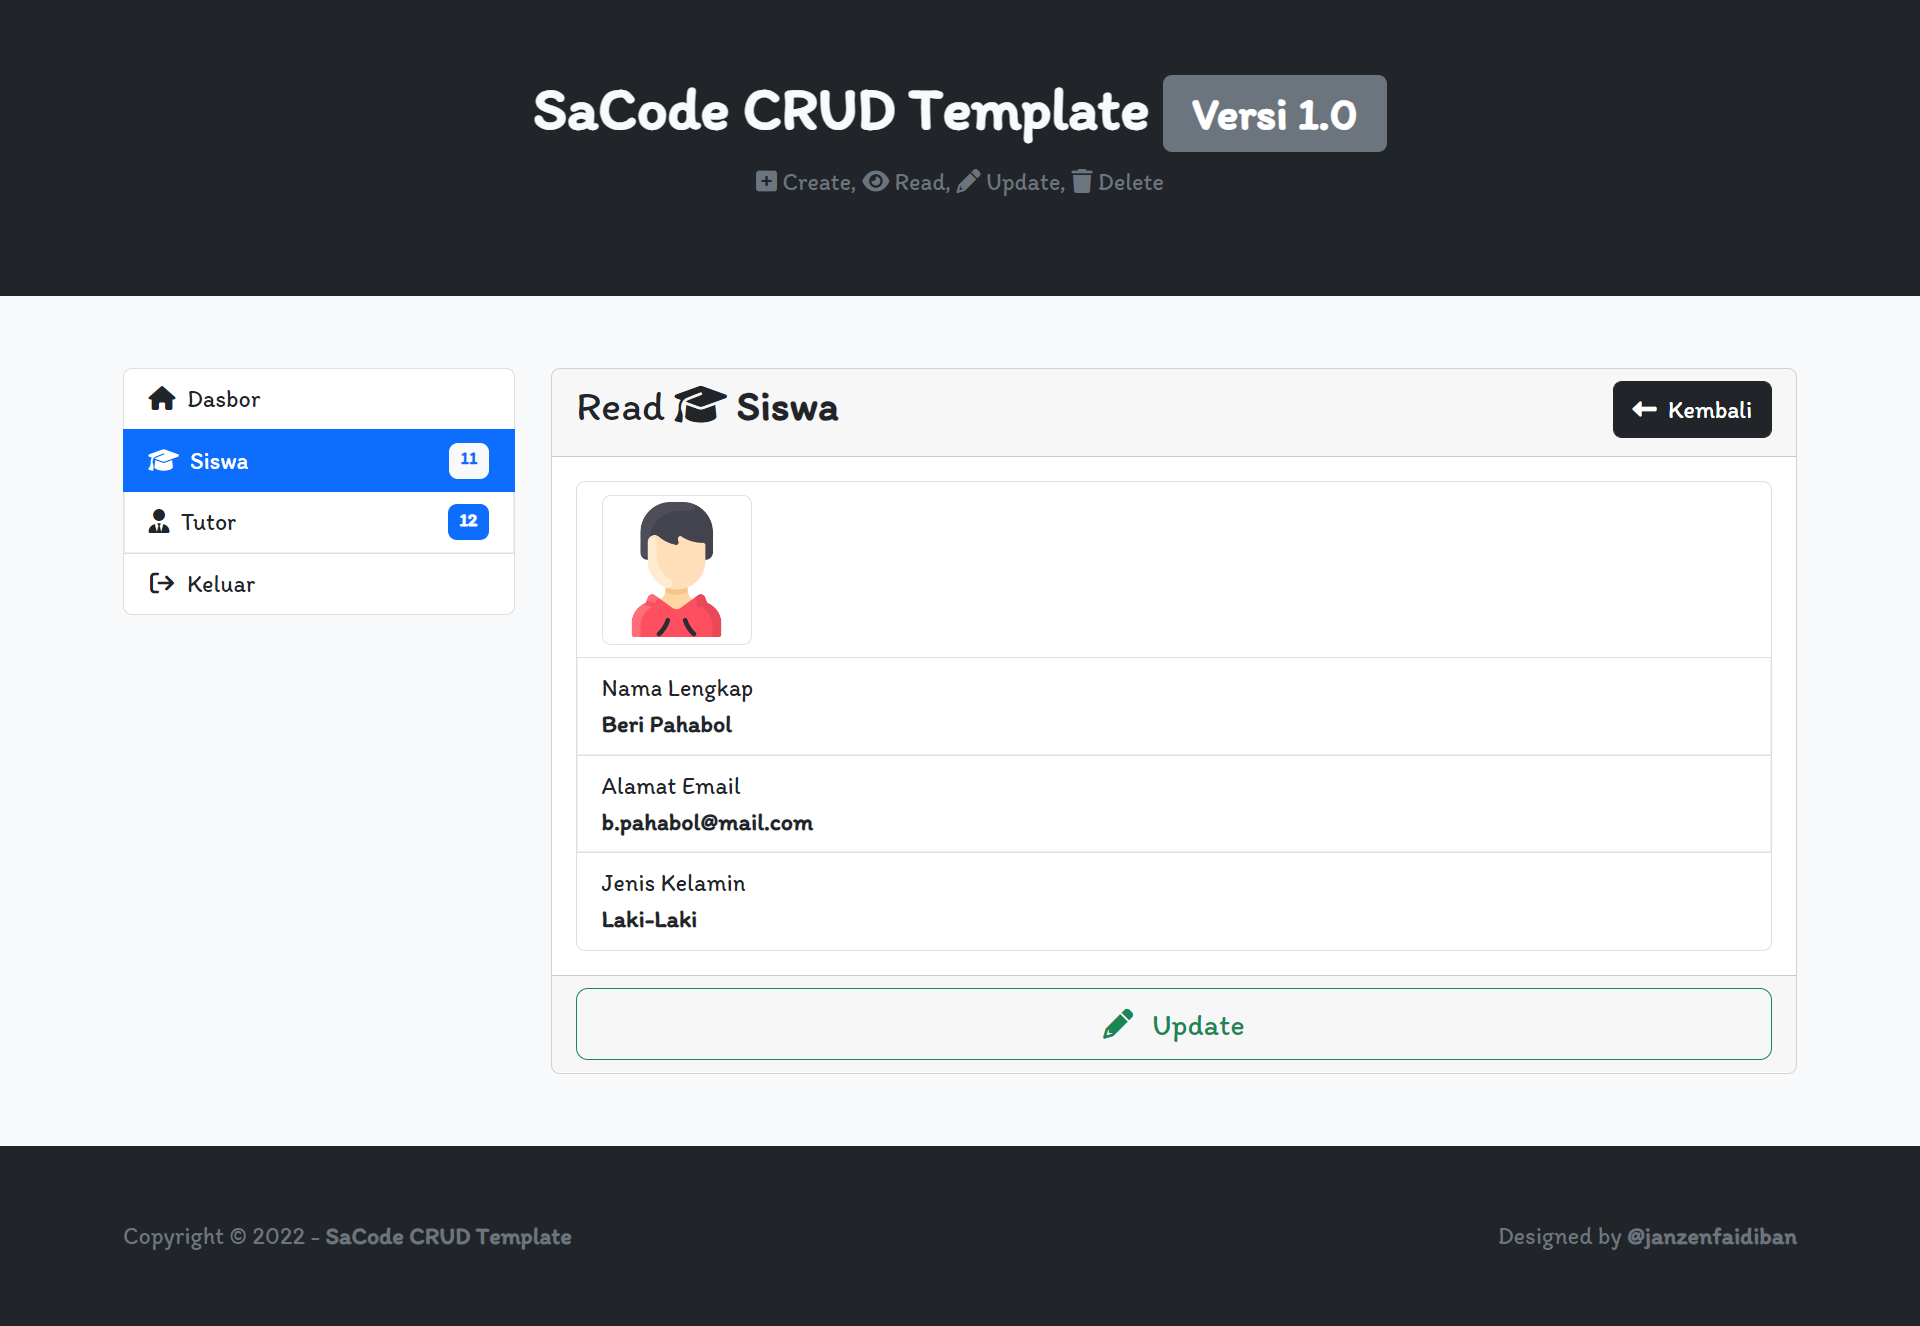 SaCode CRUD Template Versi 1.0
Create, Read, Update, Delete
Dasbor
Siswa 11
Tutor 12
Keluar
Read Siswa
Kembali
Nama Lengkap
Beri Pahabol
Alamat Email
b.pahabol@mail.com
Jenis Kelamin
Laki-Laki
Update
Copyright © 2022 - SaCode CRUD Template
Designed by @janzenfaidiban